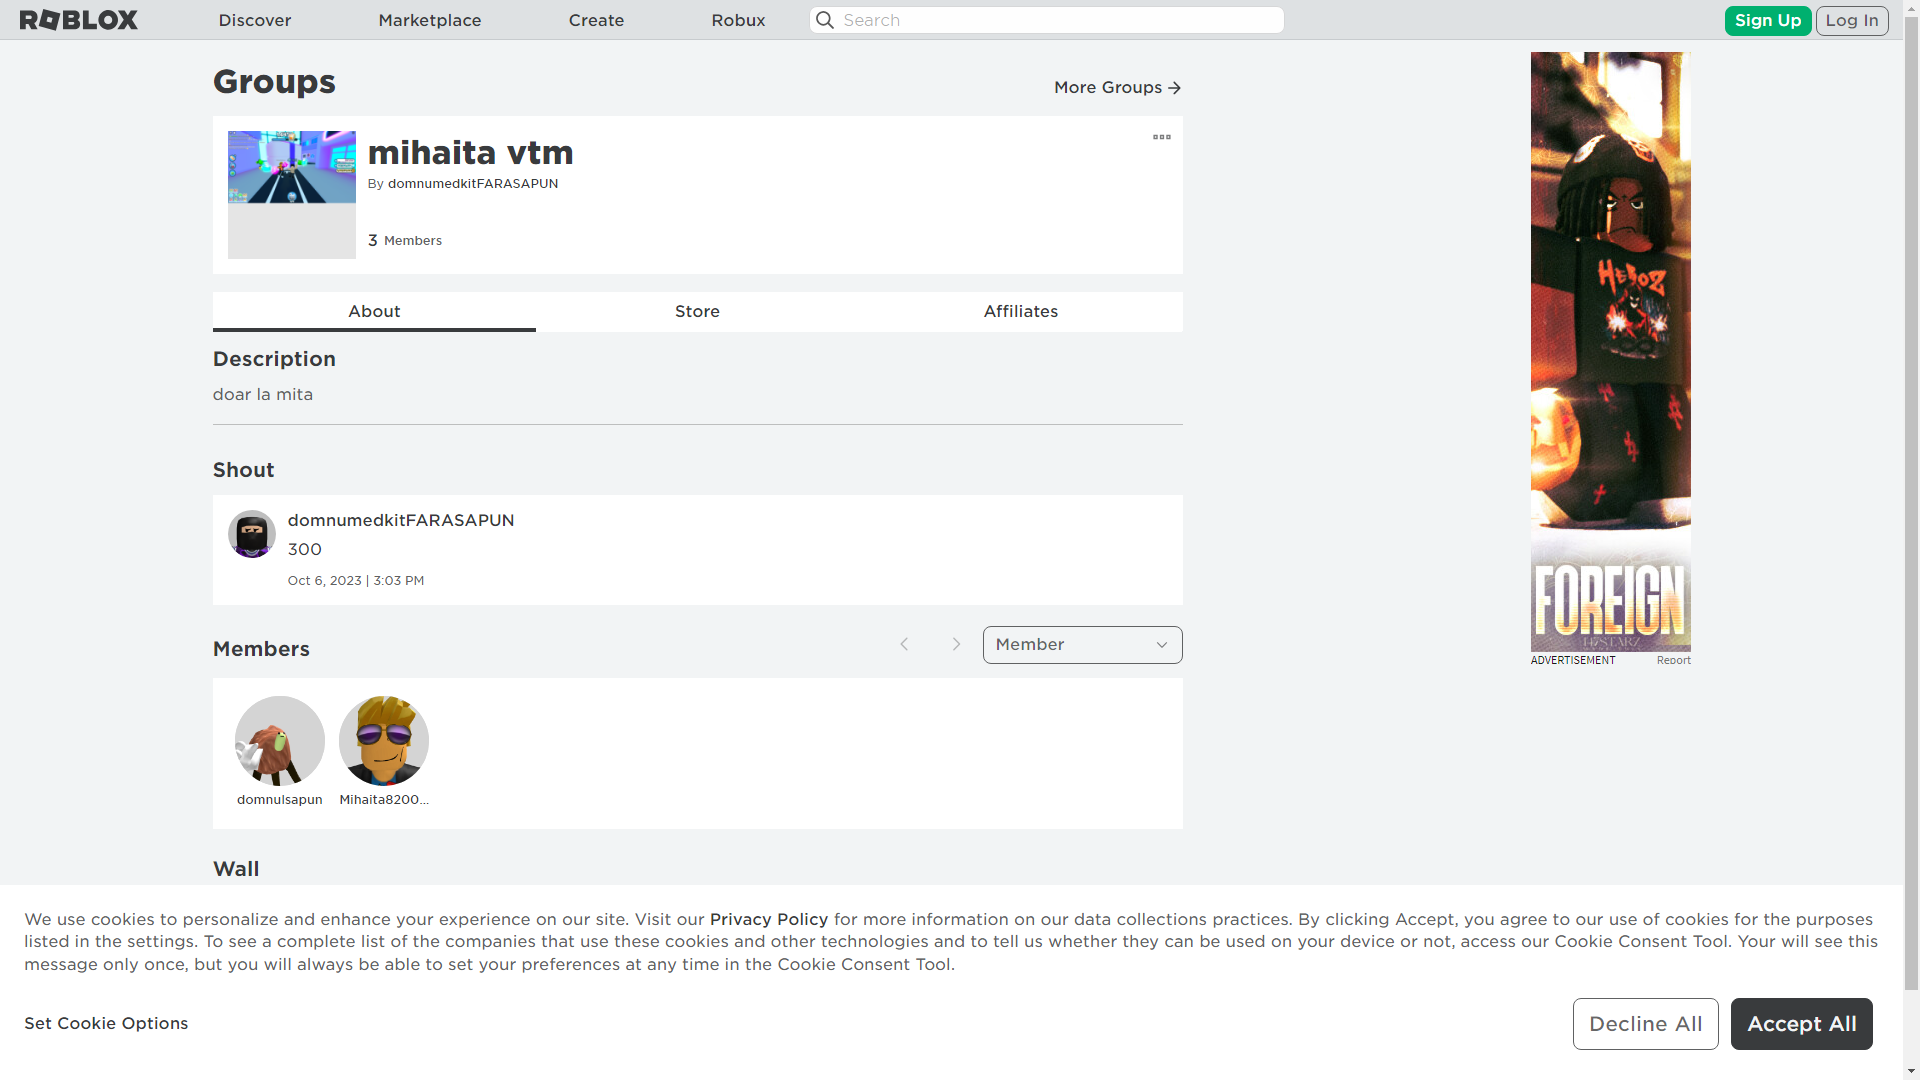 ROBLOX
Discover
Marketplace
Create
Robux
Search
Sign Up
Log In
Groups
More Groups
mihaita vtm
By domnumedkitFARASAPUN
3 Members
About
Store
Affiliates
Description
doar la mita
Shout
domnumedkitFARASAPUN
300
Oct 6, 2023 | 3:03 PM
Members
Member
domnulsapun
Mihaita8200...
Wall
HEROZ
FOREIGN
ADVERTISEMENT
Report
We use cookies to personalize and enhance your experience on our site. Visit our Privacy Policy for more information on our data collections practices. By clicking Accept, you agree to our use of cookies for the purposes
listed in the settings. To see a complete list of the companies that use these cookies and other technologies and to tell us whether they can be used on your device or not, access our Cookie Consent Tool. Your will see this
message only once, but you will always be able to set your preferences at any time in the Cookie Consent Tool.
Set Cookie Options
Decline All
Accept All